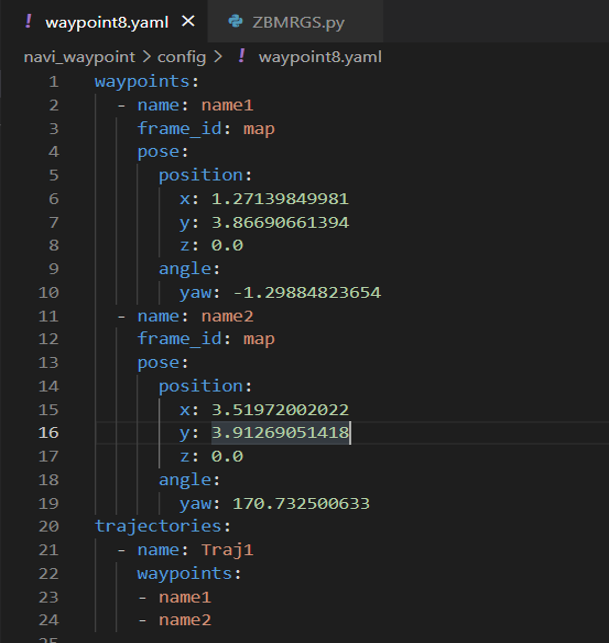 ! waypoint8.yaml × ZBMRGS.py
navi_waypoint > config > ! waypoint8.yaml
1 waypoints:
2   - name: name1
3     frame_id: map
4     pose:
5       position:
6         x: 1.27139849981
7         y: 3.86690661394
8         z: 0.0
9       angle:
10         yaw: -1.29884823654
11   - name: name2
12     frame_id: map
13     pose:
14       position:
15         x: 3.51972002022
16         y: 3.91269051418
17         z: 0.0
18       angle:
19         yaw: 170.732500633
20 trajectories:
21   - name: Traj1
22     waypoints:
23     - name1
24     - name2
25